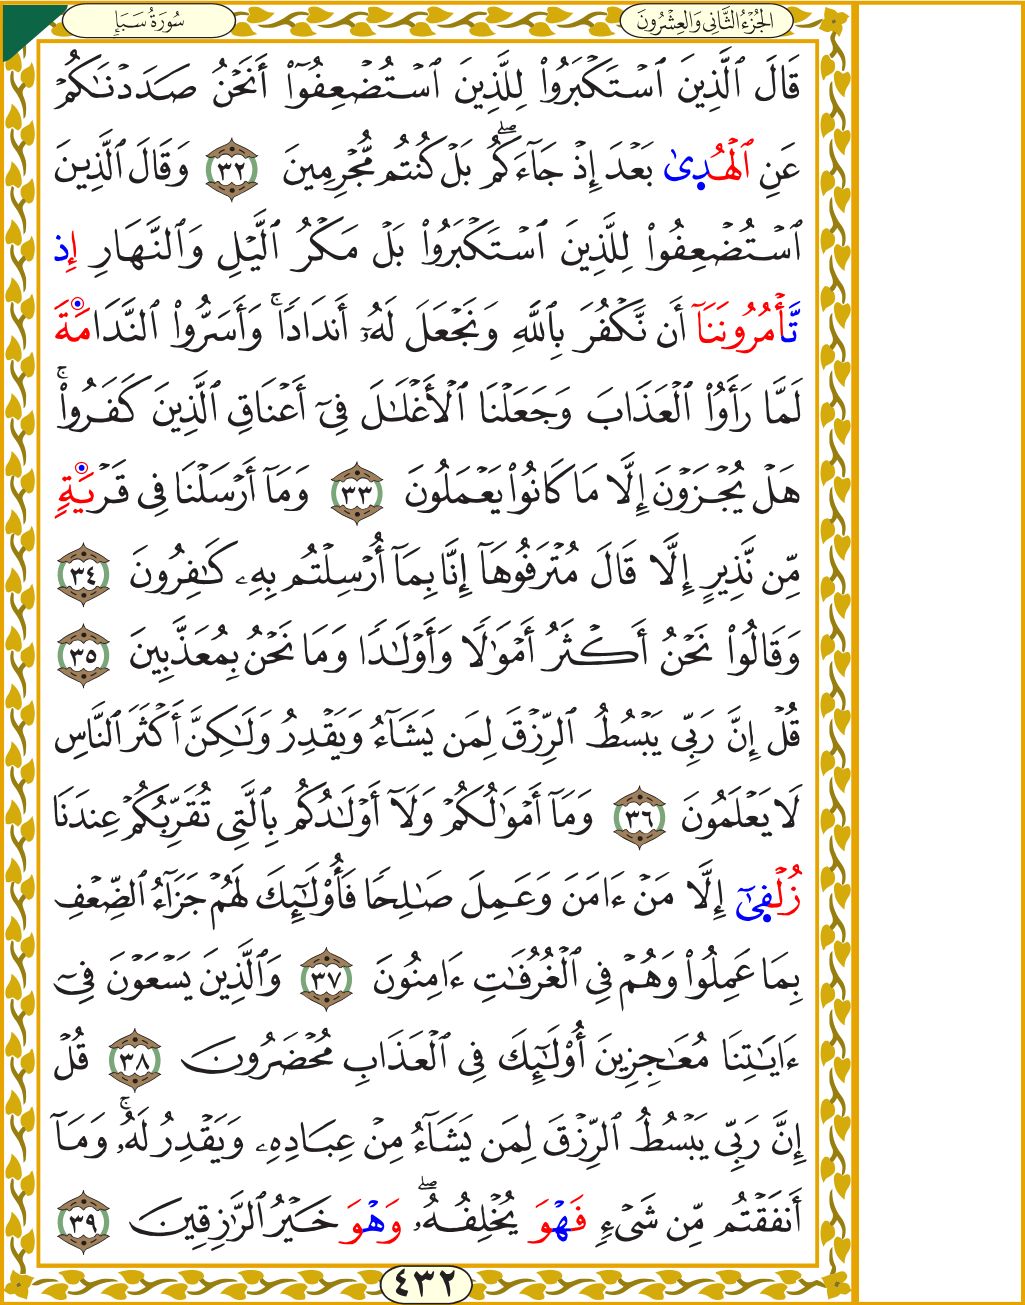 الجُزْءُ الثَّانِي وَالعِشْرُونَ
سُورَةُ سَبَإٍ
قَالَ ٱلَّذِينَ ٱسْتَكْبَرُوا۟ لِلَّذِينَ ٱسْتُضْعِفُوٓا۟ أَنَحْنُ صَدَدْنَـٰكُمْ
عَنِ ٱلْهُدِىٰ بَعْدَ إِذْ جَآءَكُمۖ بَلْ كُنتُم مُّجْرِمِينَ ٣٢ وَقَالَ ٱلَّذِينَ
ٱسْتُضْعِفُوا۟ لِلَّذِينَ ٱسْتَكْبَرُوا۟ بَلْ مَكْرُ ٱلَّيْلِ وَٱلنَّهَارِ إِذ
تَّأْمُرُونَنَآ أَن نَّكْفُرَ بِٱللَّهِ وَنَجْعَلَ لَهُۥٓ أَندَادًاۚ وَأَسَرُّوا۟ ٱلنَّدَامَةَ
لَمَّا رَأَوُا۟ ٱلْعَذَابَ وَجَعَلْنَا ٱلْأَغْلَـٰلَ فِىٓ أَعْنَاقِ ٱلَّذِينَ كَفَرُوا۟ۚ
هَلْ يُجْزَوْنَ إِلَّا مَا كَانُوا۟ يَعْمَلُونَ ٣٣ وَمَآ أَرْسَلْنَا فِى قَرْيَةٍ
مِّن نَّذِيرٍ إِلَّا قَالَ مُتْرَفُوهَآ إِنَّا بِمَآ أُرْسِلْتُم بِهِۦ كَـٰفِرُونَ ٣٤
وَقَالُوا۟ نَحْنُ أَكْثَرُ أَمْوَٰلًا وَأَوْلَـٰدًا وَمَا نَحْنُ بِمُعَذَّبِينَ ٣٥
قُلْ إِنَّ رَبِّى يَبْسُطُ ٱلرِّزْقَ لِمَن يَشَآءُ وَيَقْدِرُ وَلَـٰكِنَّ أَكْثَرَ ٱلنَّاسِ
لَا يَعْلَمُونَ ٣٦ وَمَآ أَمْوَٰلُكُمْ وَلَآ أَوْلَـٰدُكُم بِٱلَّتِى تُقَرِّبُكُمْ عِندَنَا
زُلْفِىٰٓ إِلَّا مَنْ ءَامَنَ وَعَمِلَ صَـٰلِحًا فَأُو۟لَـٰٓئِكَ لَهُمْ جَزَآءُ ٱلضِّعْفِ
بِمَا عَمِلُوا۟ وَهُمْ فِى ٱلْغُرُفَـٰتِ ءَامِنُونَ ٣٧ وَٱلَّذِينَ يَسْعَوْنَ فِىٓ
ءَايَـٰتِنَا مُعَـٰجِزِينَ أُو۟لَـٰٓئِكَ فِى ٱلْعَذَابِ مُحْضَرُونَ ٣٨ قُلْ
إِنَّ رَبِّى يَبْسُطُ ٱلرِّزْقَ لِمَن يَشَآءُ مِنْ عِبَادِهِۦ وَيَقْدِرُ لَهُۥۚ وَمَآ
أَنفَقْتُم مِّن شَىْءٍ فَهْوَ يُخْلِفُهُۥۖ وَهْوَ خَيْرُ ٱلرَّٰزِقِينَ ٣٩
٤٣٢